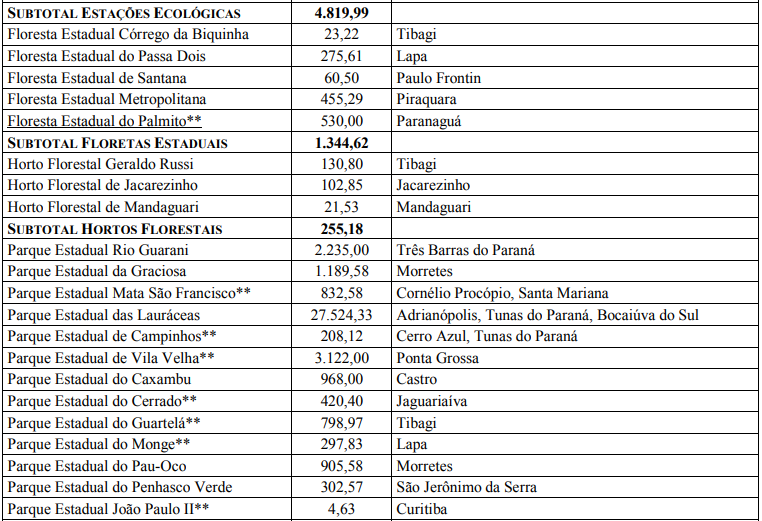 SUBTOTAL ESTAÇÕES ECOLÓGICAS 4.819,99
Floresta Estadual Córrego da Biquinha 23,22 Tibagi
Floresta Estadual do Passa Dois 275,61 Lapa
Floresta Estadual de Santana 60,50 Paulo Frontin
Floresta Estadual Metropolitana 455,29 Piraquara
Floresta Estadual do Palmito** 530,00 Paranaguá
SUBTOTAL FLORETAS ESTADUAIS 1.344,62
Horto Florestal Geraldo Russi 130,80 Tibagi
Horto Florestal de Jacarezinho 102,85 Jacarezinho
Horto Florestal de Mandaguari 21,53 Mandaguari
SUBTOTAL HORTOS FLORESTAIS 255,18
Parque Estadual Rio Guarani 2.235,00 Três Barras do Paraná
Parque Estadual da Graciosa 1.189,58 Morretes
Parque Estadual Mata São Francisco** 832,58 Cornélio Procópio, Santa Mariana
Parque Estadual das Lauráceas 27.524,33 Adrianópolis, Tunas do Paraná, Bocaiúva do Sul
Parque Estadual de Campinhos** 208,12 Cerro Azul, Tunas do Paraná
Parque Estadual de Vila Velha** 3.122,00 Ponta Grossa
Parque Estadual do Caxambu 968,00 Castro
Parque Estadual do Cerrado** 420,40 Jaguariaíva
Parque Estadual do Guartelá** 798,97 Tibagi
Parque Estadual do Monge** 297,83 Lapa
Parque Estadual do Pau-Oco 905,58 Morretes
Parque Estadual do Penhasco Verde 302,57 São Jerônimo da Serra
Parque Estadual João Paulo II** 4,63 Curitiba